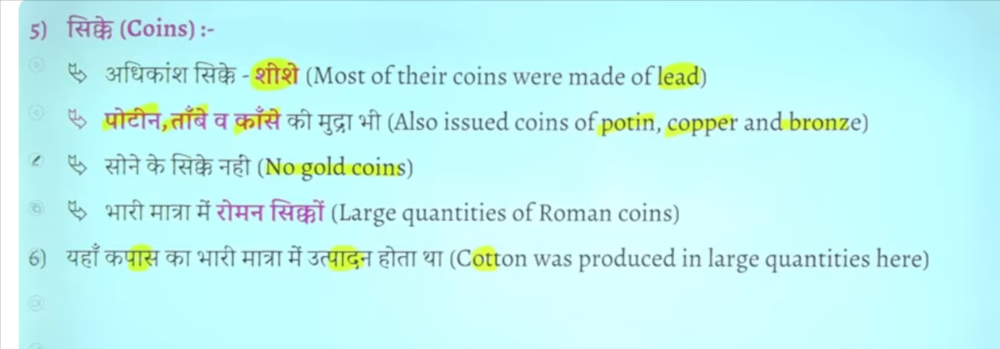 5) सिक्के (Coins) :-
अधिकांश सिक्के - शीशे (Most of their coins were made of lead)
पोटीन, ताँबे व काँसे की मुद्रा भी (Also issued coins of potin, copper and bronze)
सोने के सिक्के नहीं (No gold coins)
भारी मात्रा में रोमन सिक्कों (Large quantities of Roman coins)
6) यहाँ कपास का भारी मात्रा में उत्पादन होता था (Cotton was produced in large quantities here)